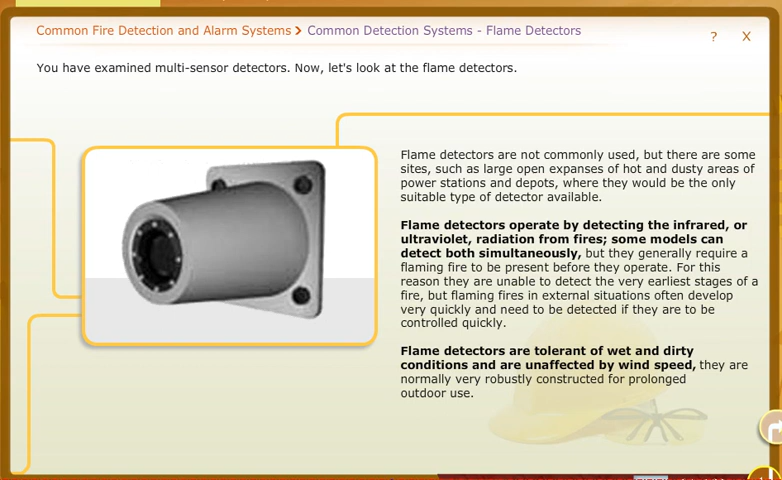 Common Fire Detection and Alarm Systems > Common Detection Systems - Flame Detectors
? X
You have examined multi-sensor detectors. Now, let's look at the flame detectors.
Flame detectors are not commonly used, but there are some
sites, such as large open expanses of hot and dusty areas of
power stations and depots, where they would be the only
suitable type of detector available.
Flame detectors operate by detecting the infrared, or
ultraviolet, radiation from fires; some models can
detect both simultaneously, but they generally require a
flaming fire to be present before they operate. For this
reason they are unable to detect the very earliest stages of a
fire, but flaming fires in external situations often develop
very quickly and need to be detected if they are to be
controlled quickly.
Flame detectors are tolerant of wet and dirty
conditions and are unaffected by wind speed, they are
normally very robustly constructed for prolonged
outdoor use.